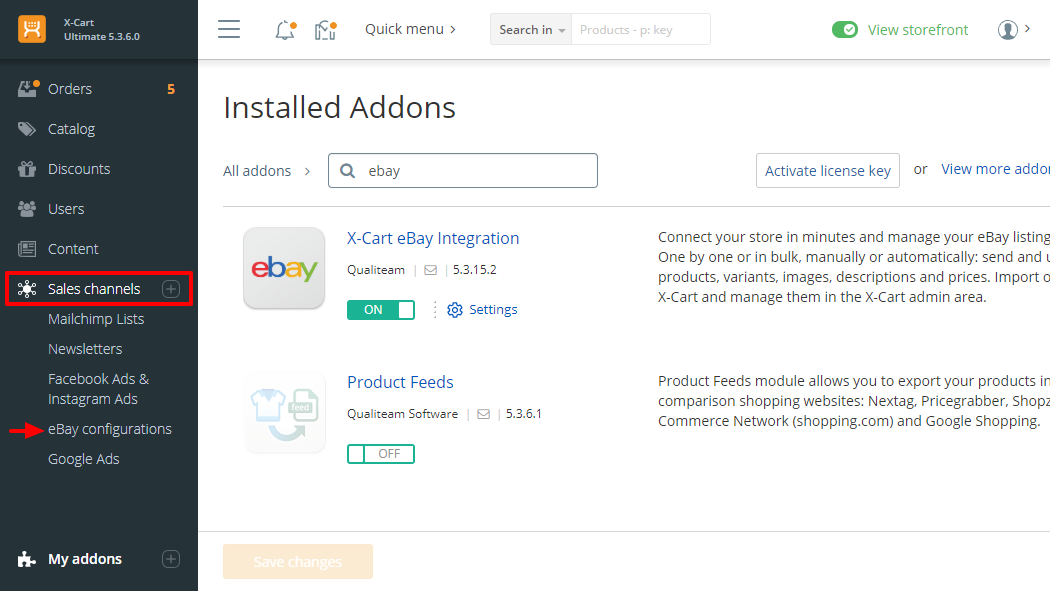 X-Cart
Ultimate 5.3.6.0
Quick menu
Search in
Products - p: key
View storefront
Orders
5
Catalog
Discounts
Users
Content
Sales channels
Mailchimp Lists
Newsletters
Facebook Ads &
Instagram Ads
eBay configurations
Google Ads
My addons
Installed Addons
All addons
ebay
Activate license key
or
View more addon
ebay
X-Cart eBay Integration
Qualiteam | 5.3.15.2
ON
Settings
Connect your store in minutes and manage your eBay listing
One by one or in bulk, manually or automatically: send and u
products, variants, images, descriptions and prices. Import o
X-Cart and manage them in the X-Cart admin area.
feed
Product Feeds
Qualiteam Software | 5.3.6.1
OFF
Product Feeds module allows you to export your products in
comparison shopping websites: Nextag, Pricegrabber, Shopz
Commerce Network (shopping.com) and Google Shopping.
Save changes